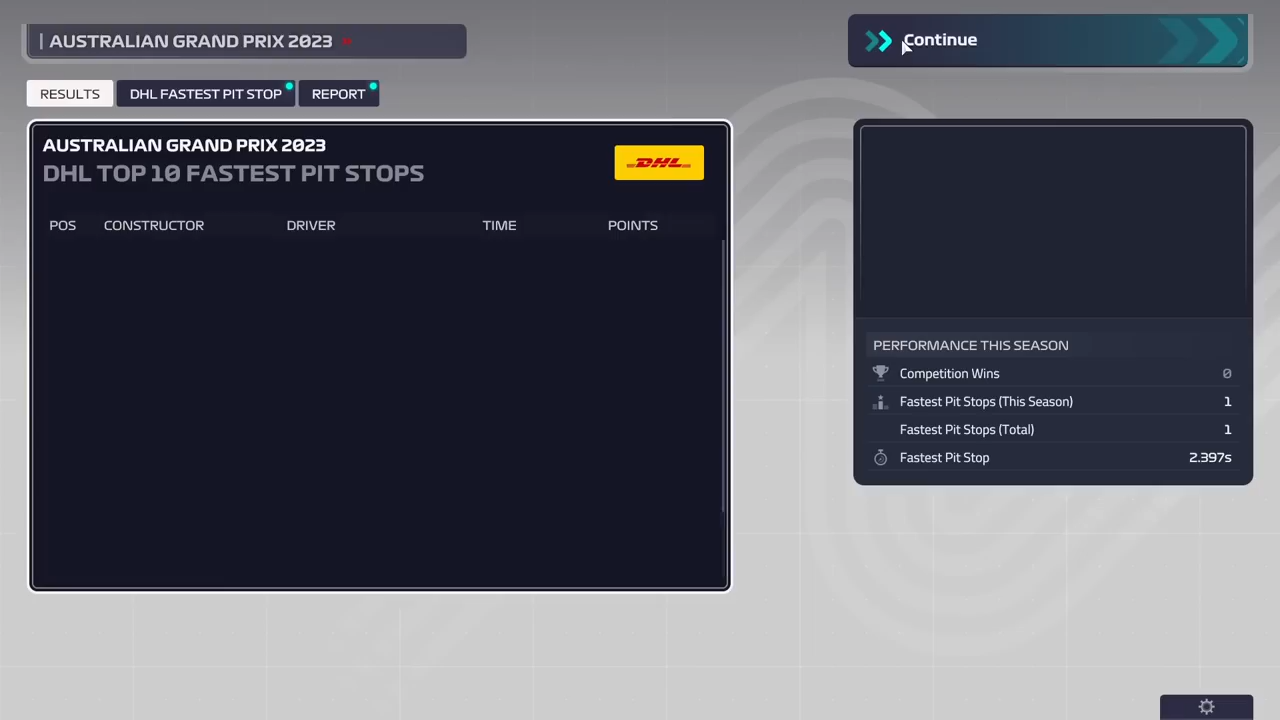 AUSTRALIAN GRAND PRIX 2023
Continue
RESULTS
DHL FASTEST PIT STOP
REPORT
AUSTRALIAN GRAND PRIX 2023
DHL TOP 10 FASTEST PIT STOPS
DHL
POS CONSTRUCTOR DRIVER TIME POINTS
PERFORMANCE THIS SEASON
Competition Wins 0
Fastest Pit Stops (This Season) 1
Fastest Pit Stops (Total) 1
Fastest Pit Stop 2.397s